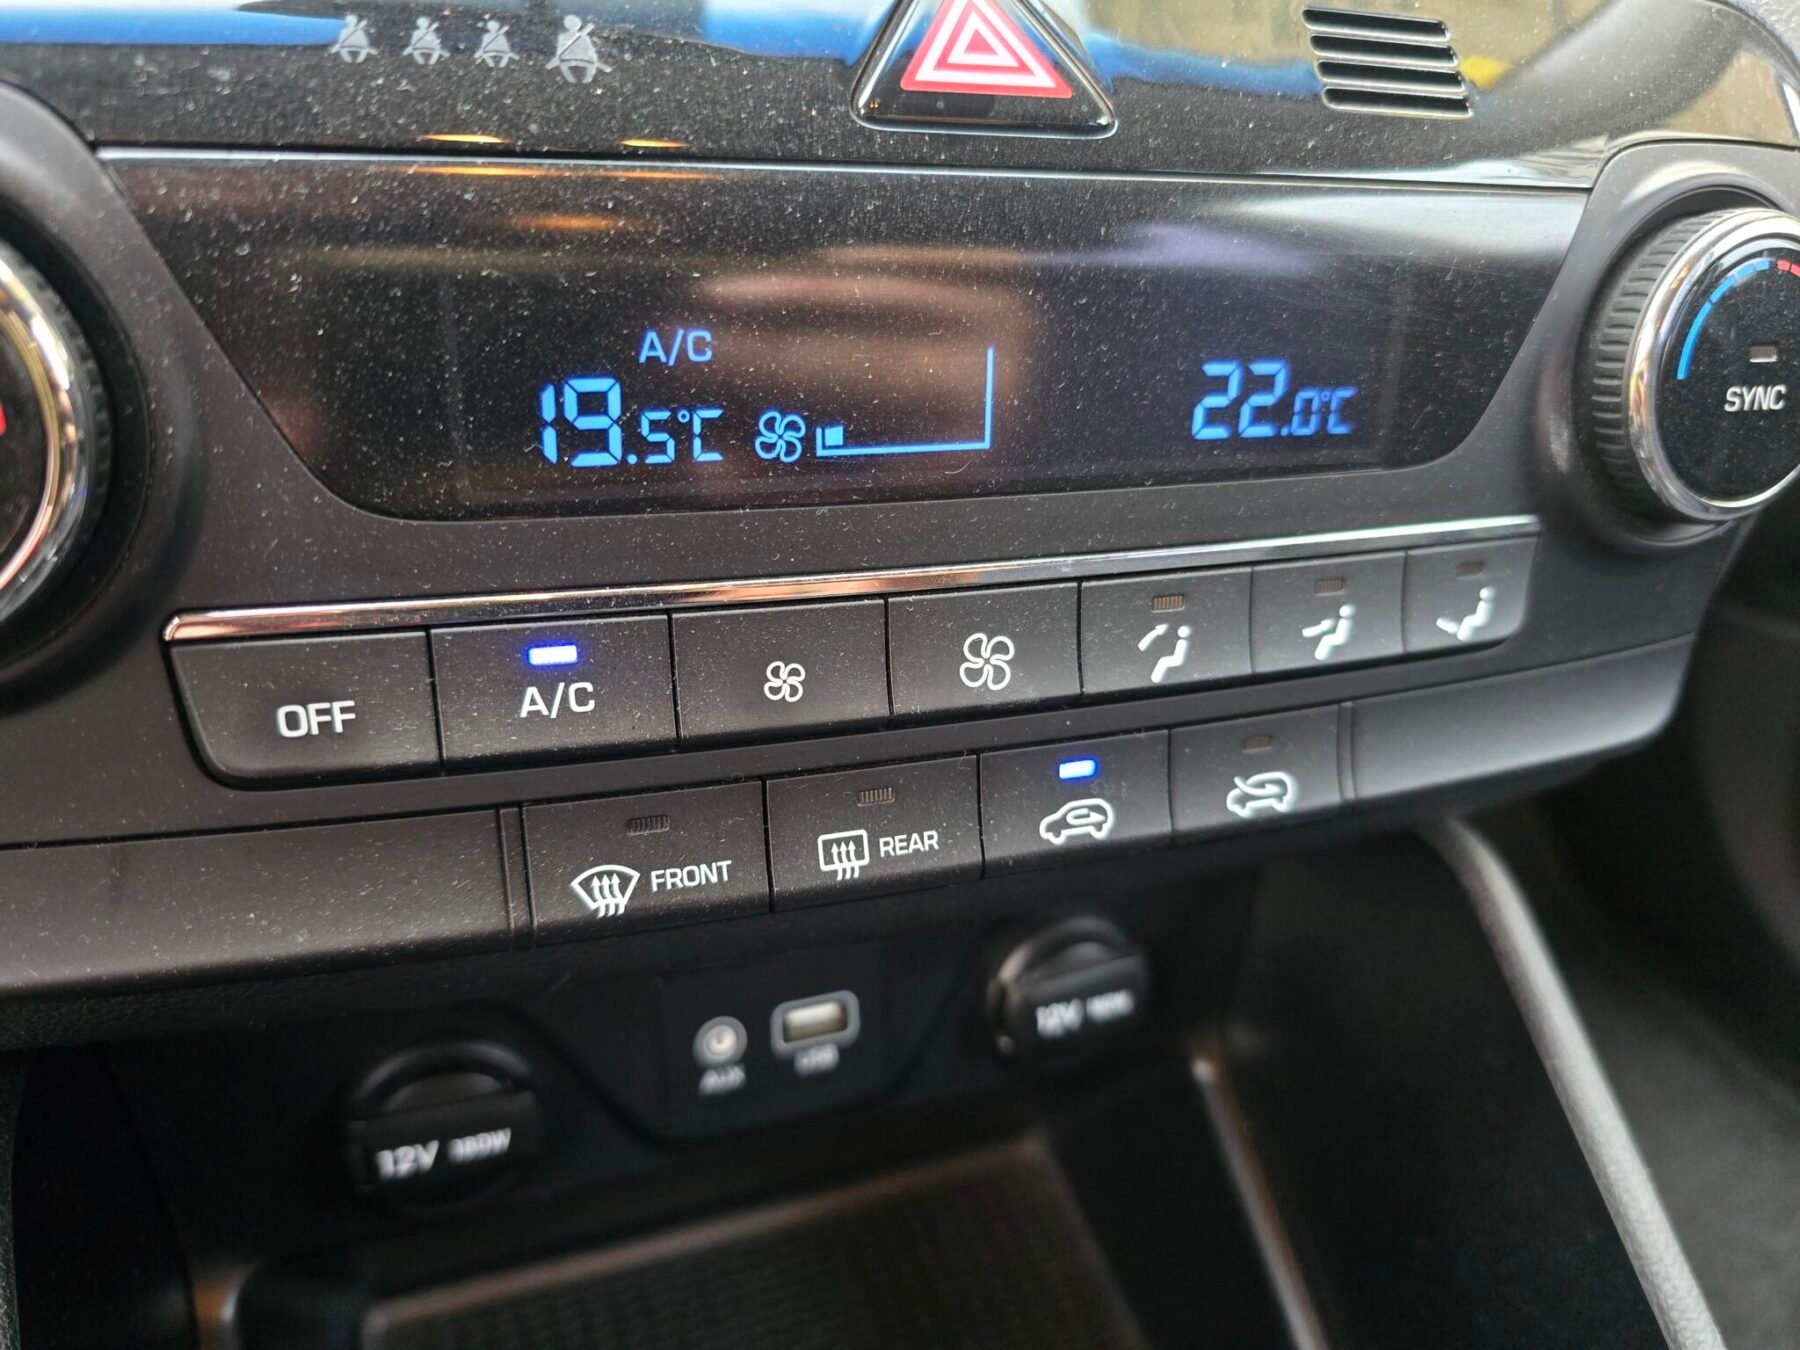 A/C
19.5°C
22.0°C
SYNC
OFF
A/C
FRONT
REAR
AUX
USB
12V 180W
12V